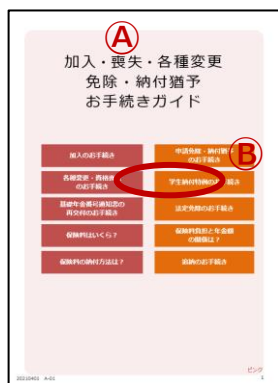 A
加入・喪失・各種変更
免除・納付猶予
お手続きガイド
加入のお手続き
申請免除・納付猶予
のお手続き
B
各種変更・資格喪失
のお手続き
学生納付特例のお手続き
基礎年金番号通知書の
再交付のお手続き
法定免除のお手続き
保険料はいくら？
保険料負担と年金額
の関係は？
保険料の納付方法は？
追納のお手続き
ピンク
20210401 A-01